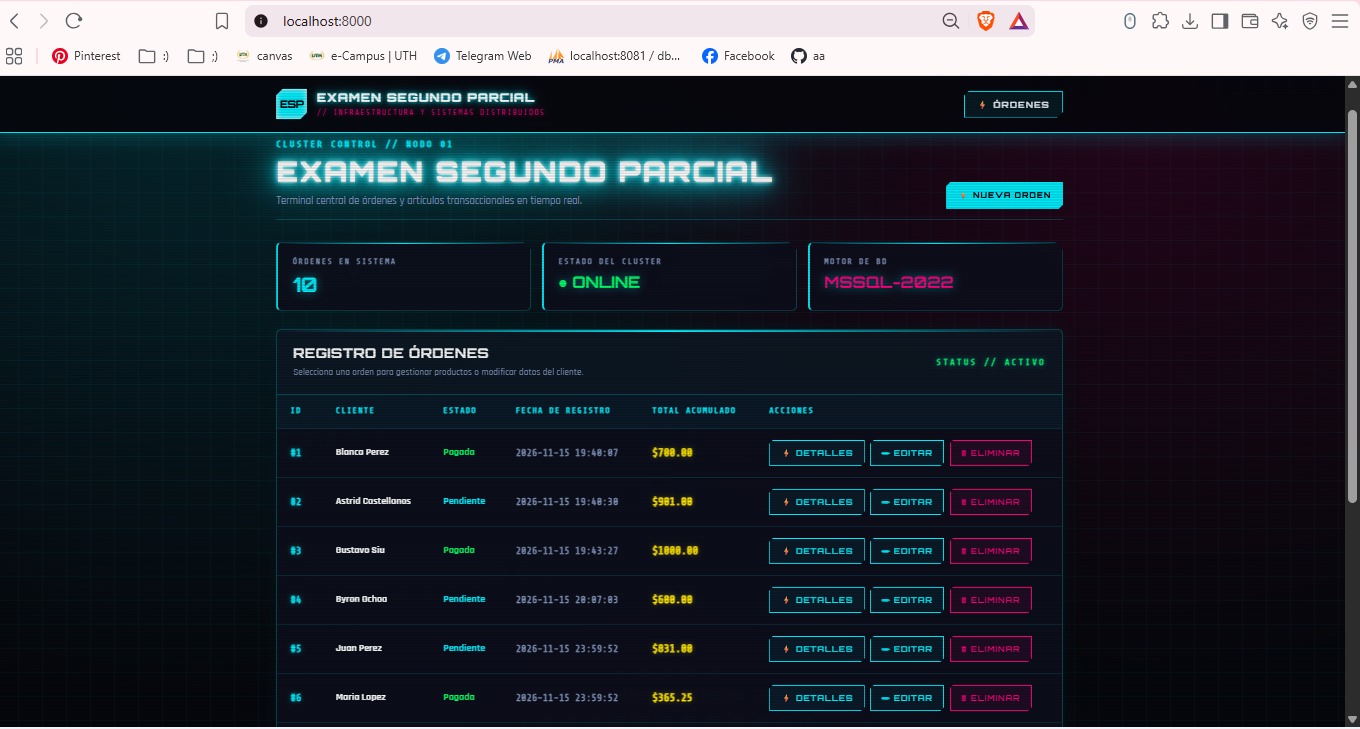 localhost:8000
Pinterest :) ;) canvas e-Campus | UTH Telegram Web localhost:8081 / db... Facebook aa
ESP EXAMEN SEGUNDO PARCIAL
// INFRAESTRUCTURA Y SISTEMAS DISTRIBUIDOS
ÓRDENES
CLUSTER CONTROL // NODO 01
EXAMEN SEGUNDO PARCIAL
Terminal central de órdenes y artículos transaccionales en tiempo real.
NUEVA ORDEN
ÓRDENES EN SISTEMA
10
ESTADO DEL CLUSTER
● ONLINE
MOTOR DE BD
MSSQL-2022
REGISTRO DE ÓRDENES
Selecciona una orden para gestionar productos o modificar datos del cliente.
STATUS // ACTIVO
ID CLIENTE ESTADO FECHA DE REGISTRO TOTAL ACUMULADO ACCIONES
#1 Blanca Perez Pagada 2026-11-15 19:40:07 $700.00 DETALLES EDITAR ELIMINAR
#2 Astrid Castellanos Pendiente 2026-11-15 19:40:30 $901.00 DETALLES EDITAR ELIMINAR
#3 Gustavo Siu Pagada 2026-11-15 19:43:27 $1000.00 DETALLES EDITAR ELIMINAR
#4 Byron Ochoa Pendiente 2026-11-15 20:07:03 $600.00 DETALLES EDITAR ELIMINAR
#5 Juan Perez Pendiente 2026-11-15 23:59:52 $831.00 DETALLES EDITAR ELIMINAR
#6 Maria Lopez Pagada 2026-11-15 23:59:52 $365.25 DETALLES EDITAR ELIMINAR